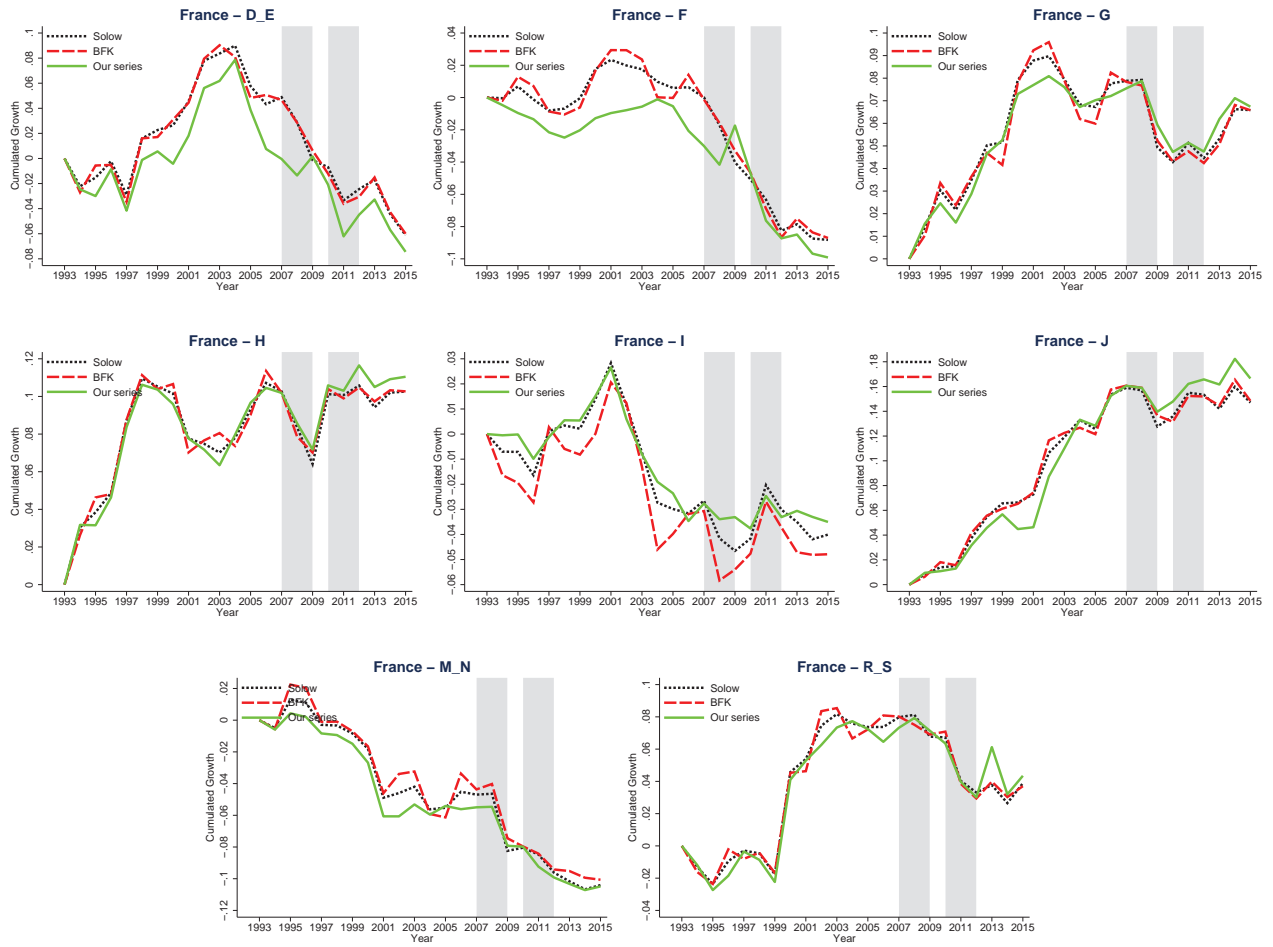 France – D_E
Cumulated Growth
.1
.08
.06
.04
.02
0
-.02
-.04
-.06
-.08
Solow
BFK
Our series
1993 1995 1997 1999 2001 2003 2005 2007 2009 2011 2013 2015
Year
France – F
Cumulated Growth
.04
.02
0
-.02
-.04
-.06
-.08
-.1
Solow
BFK
Our series
1993 1995 1997 1999 2001 2003 2005 2007 2009 2011 2013 2015
Year
France – G
Cumulated Growth
.1
.09
.08
.07
.06
.05
.04
.03
.02
.01
0
Solow
BFK
Our series
1993 1995 1997 1999 2001 2003 2005 2007 2009 2011 2013 2015
Year
France – H
Cumulated Growth
.12
.1
.08
.06
.04
.02
0
Solow
BFK
Our series
1993 1995 1997 1999 2001 2003 2005 2007 2009 2011 2013 2015
Year
France – I
Cumulated Growth
.03
.02
.01
0
-.01
-.02
-.03
-.04
-.05
-.06
Solow
BFK
Our series
1993 1995 1997 1999 2001 2003 2005 2007 2009 2011 2013 2015
Year
France – J
Cumulated Growth
.18
.16
.14
.12
.1
.08
.06
.04
.02
0
Solow
BFK
Our series
1993 1995 1997 1999 2001 2003 2005 2007 2009 2011 2013 2015
Year
France – M_N
Cumulated Growth
.02
0
-.02
-.04
-.06
-.08
-.1
-.12
Solow
BFK
Our series
1993 1995 1997 1999 2001 2003 2005 2007 2009 2011 2013 2015
Year
France – R_S
Cumulated Growth
.1
.08
.06
.04
.02
0
-.02
-.04
Solow
BFK
Our series
1993 1995 1997 1999 2001 2003 2005 2007 2009 2011 2013 2015
Year